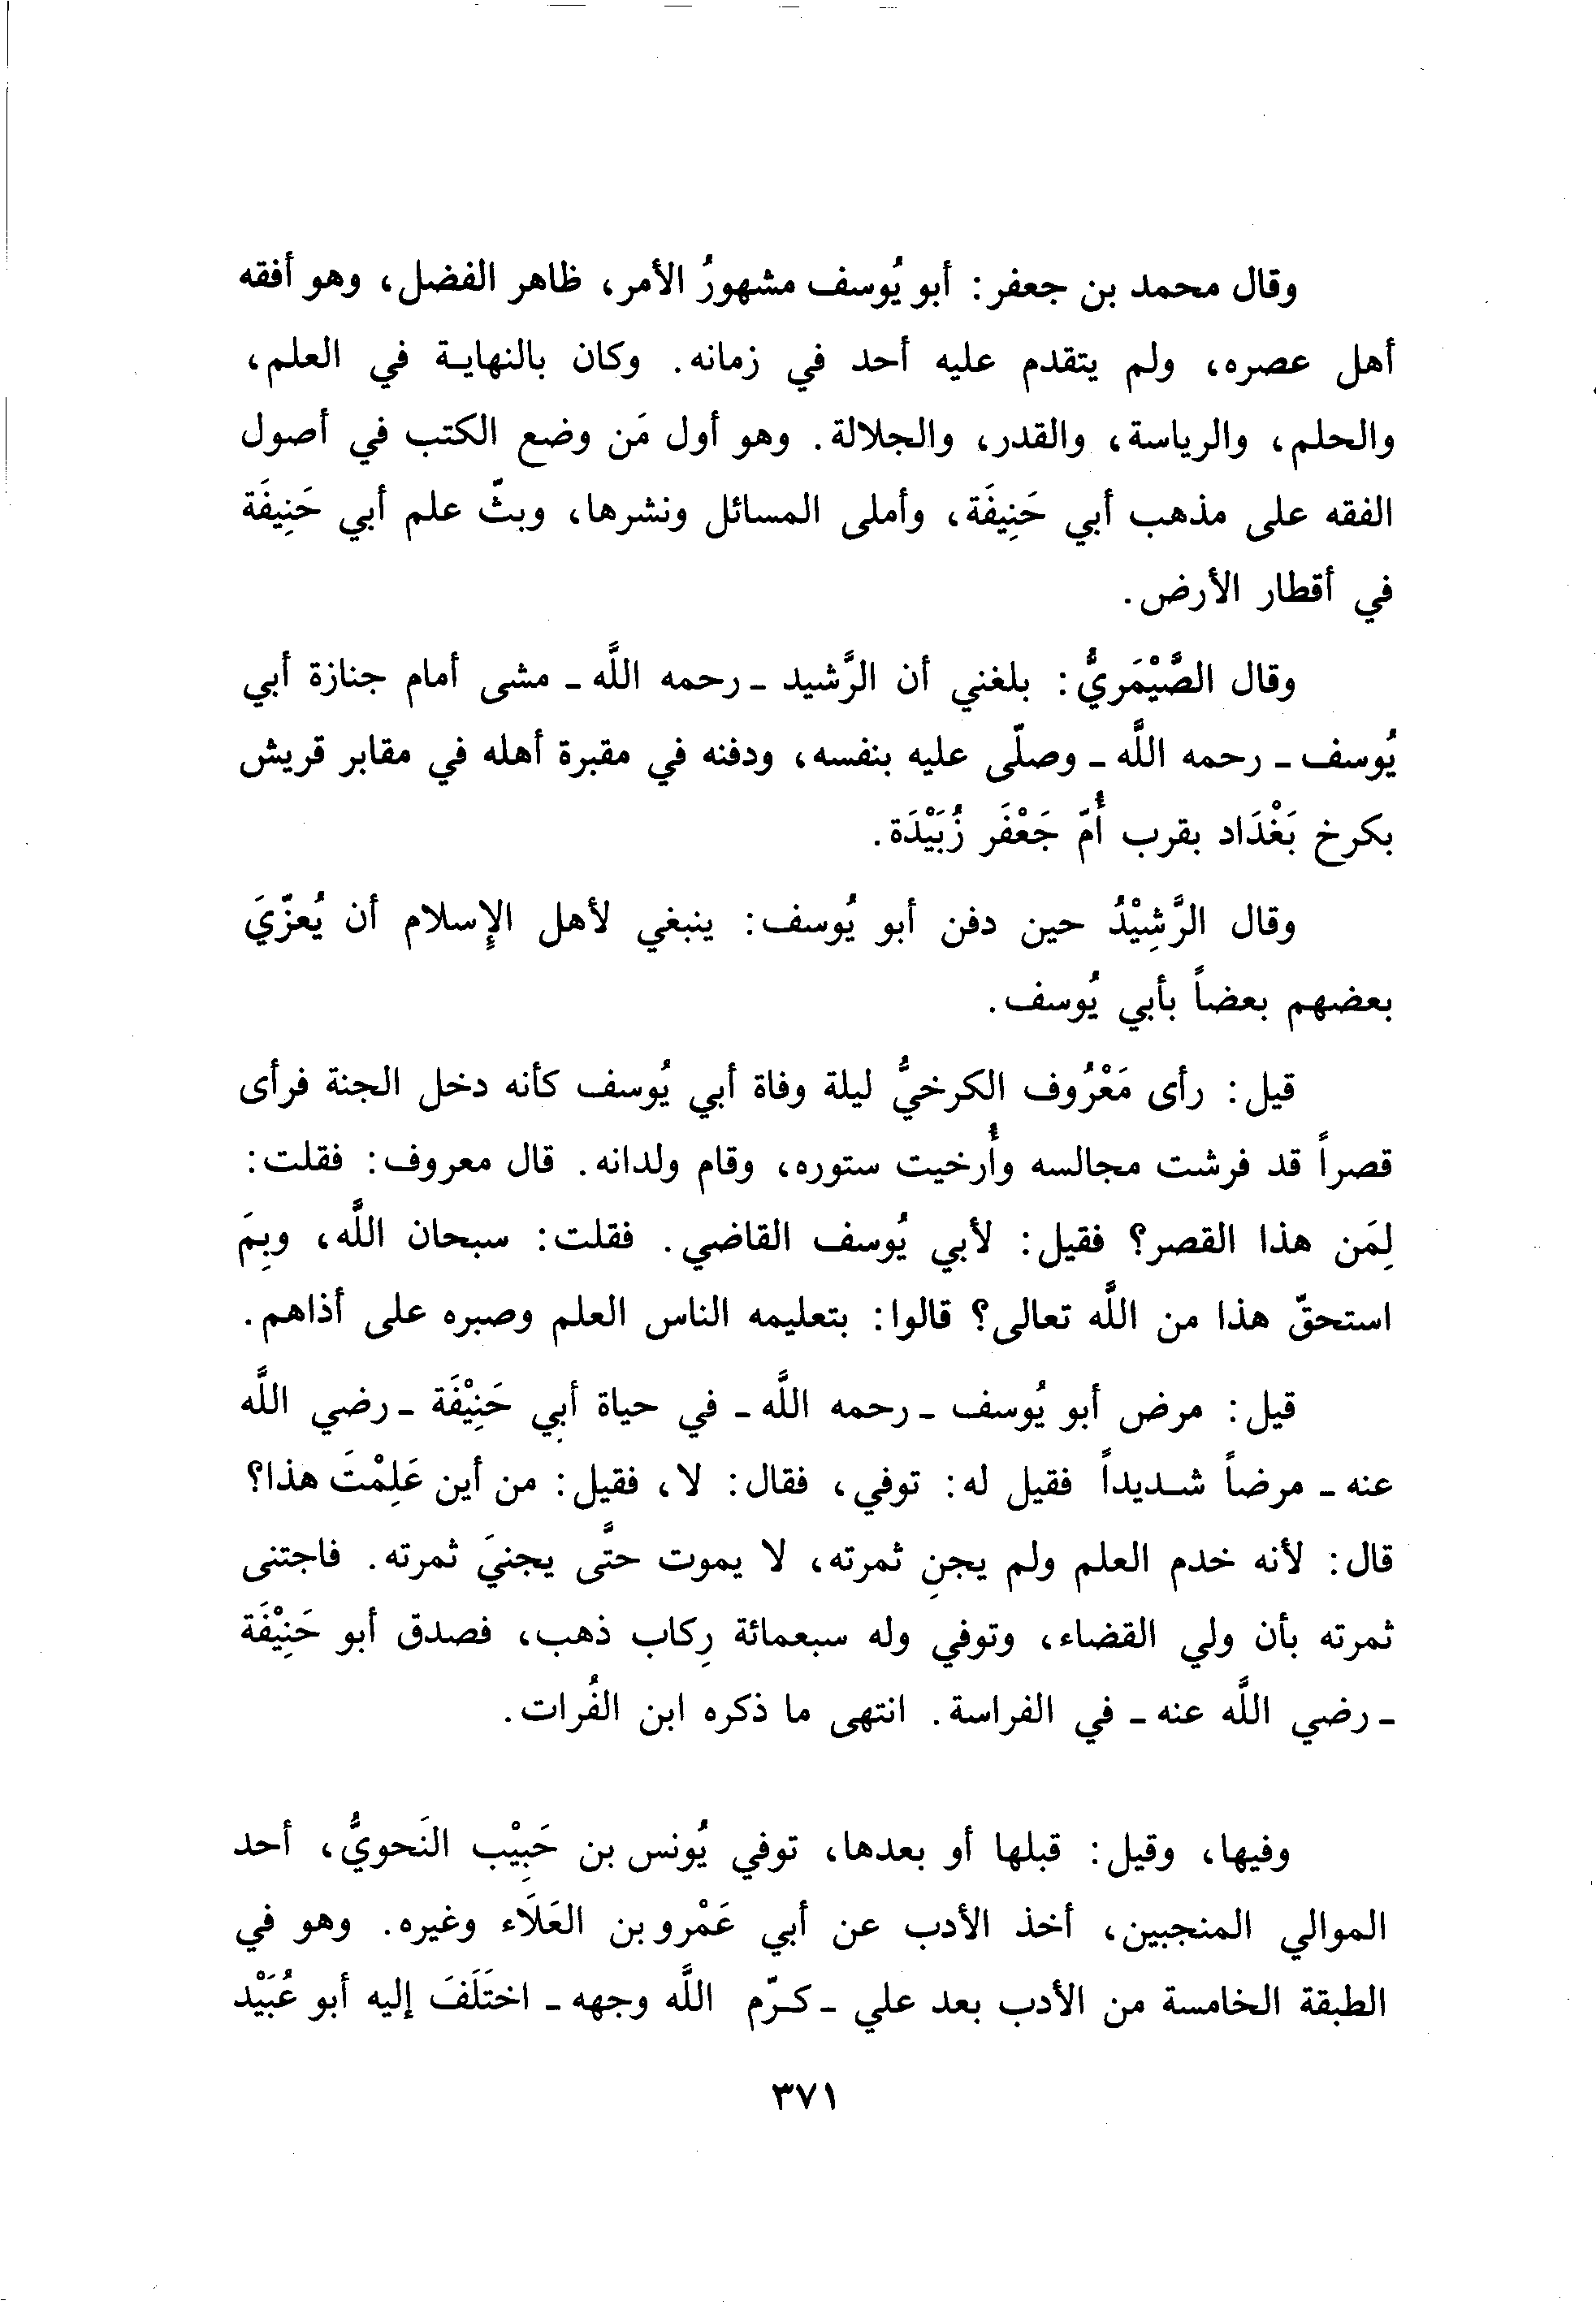 وقال محمد بن جعفر: أبو يُوسف مشهورُ الأمر، ظاهر الفضل، وهو أفقه
أهل عصره، ولم يتقدم عليه أحد في زمانه. وكان بالنهايـة في العلم،
والحلم، والرياسة، والقدر، والجلالة. وهو أول مَن وضع الكتب في أصول
الفقه على مذهب أبي حَنِيفَة، وأملى المسائل ونشرها، وبثّ علم أبي حَنِيفَة
في أقطار الأرض.
وقال الصَّيْمَريُّ: بلغني أن الرَّشيد ـ رحمه اللَّه ـ مشى أمام جنازة أبي
يُوسف ـ رحمه اللَّه ـ وصلّى عليه بنفسه، ودفنه في مقبرة أهله في مقابر قريش
بكرخ بَغْدَاد بقرب أُمّ جَعْفَر زُبَيْدَة.
وقال الرَّشِيْدُ حين دفن أبو يُوسف: ينبغي لأهل الإِسلام أن يُعزّيَ
بعضهم بعضاً بأبي يُوسف.
قيل: رأى مَعْرُوف الكرخيُّ ليلة وفاة أبي يُوسف كأنه دخل الجنة فرأى
قصراً قد فرشت مجالسه وأُرخيت ستوره، وقام ولدانه. قال معروف: فقلت:
لِمَن هذا القصر؟ فقيل: لأبي يُوسف القاضي. فقلت: سبحان اللَّه، وبِمَ
استحقّ هذا من اللَّه تعالى؟ قالوا: بتعليمه الناس العلم وصبره على أذاهم.
قيل: مرض أبو يُوسف ـ رحمه اللَّه ـ في حياة أبِي حَنِيْفَة ـ رضي اللَّه
عنه ـ مرضاً شـديداً فقيل له: توفي، فقال: لا، فقيل: من أين عَلِمْتَ هذا؟
قال: لأنه خدم العلم ولم يجنِ ثمرته، لا يموت حتَّى يجنيَ ثمرته. فاجتنى
ثمرته بأن ولي القضاء، وتوفي وله سبعمائة رِكاب ذهب، فصدق أبو حَنِيْفَة
ـ رضي اللَّه عنه ـ في الفراسة. انتهى ما ذكره ابن الفُرات.
وفيها، وقيل: قبلها أو بعدها، توفي يُونس بن حَبِيْب النَحويُّ، أحد
الموالي المنجبين، أخذ الأدب عن أبي عَمْرو بن العَلَاء وغيره. وهو في
الطبقة الخامسة من الأدب بعد علي ـ كـرّم اللَّه وجهه ـ اختَلَفَ إليه أبو عُبَيْد
٣٧١